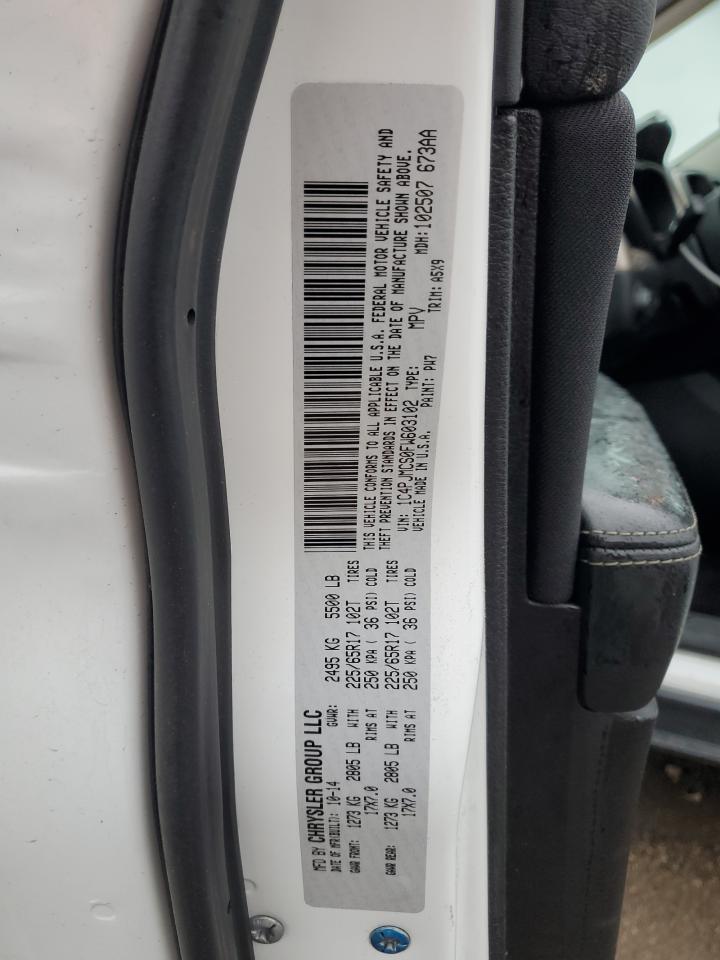 MFD BY CHRYSLER GROUP LLC
DATE OF MFR(BUILT): 10-14 GVWR: 2495 KG 5500 LB
GAWR FRONT: 1273 KG 2805 LB WITH 225/65R17 102T TIRES
17X7.0 RIMS AT 250 KPA ( 36 PSI) COLD
GAWR REAR: 1273 KG 2805 LB WITH 225/65R17 102T TIRES
17X7.0 RIMS AT 250 KPA ( 36 PSI) COLD
THIS VEHICLE CONFORMS TO ALL APPLICABLE U.S.A. FEDERAL MOTOR VEHICLE SAFETY AND
THEFT PREVENTION STANDARDS IN EFFECT ON THE DATE OF MANUFACTURE SHOWN ABOVE.
VIN: 1C4PJMCS0FW603102 TYPE: MPV MDH:102507 673AA
VEHICLE MADE IN U.S.A. PAINT: PW7 TRIM: A5X9